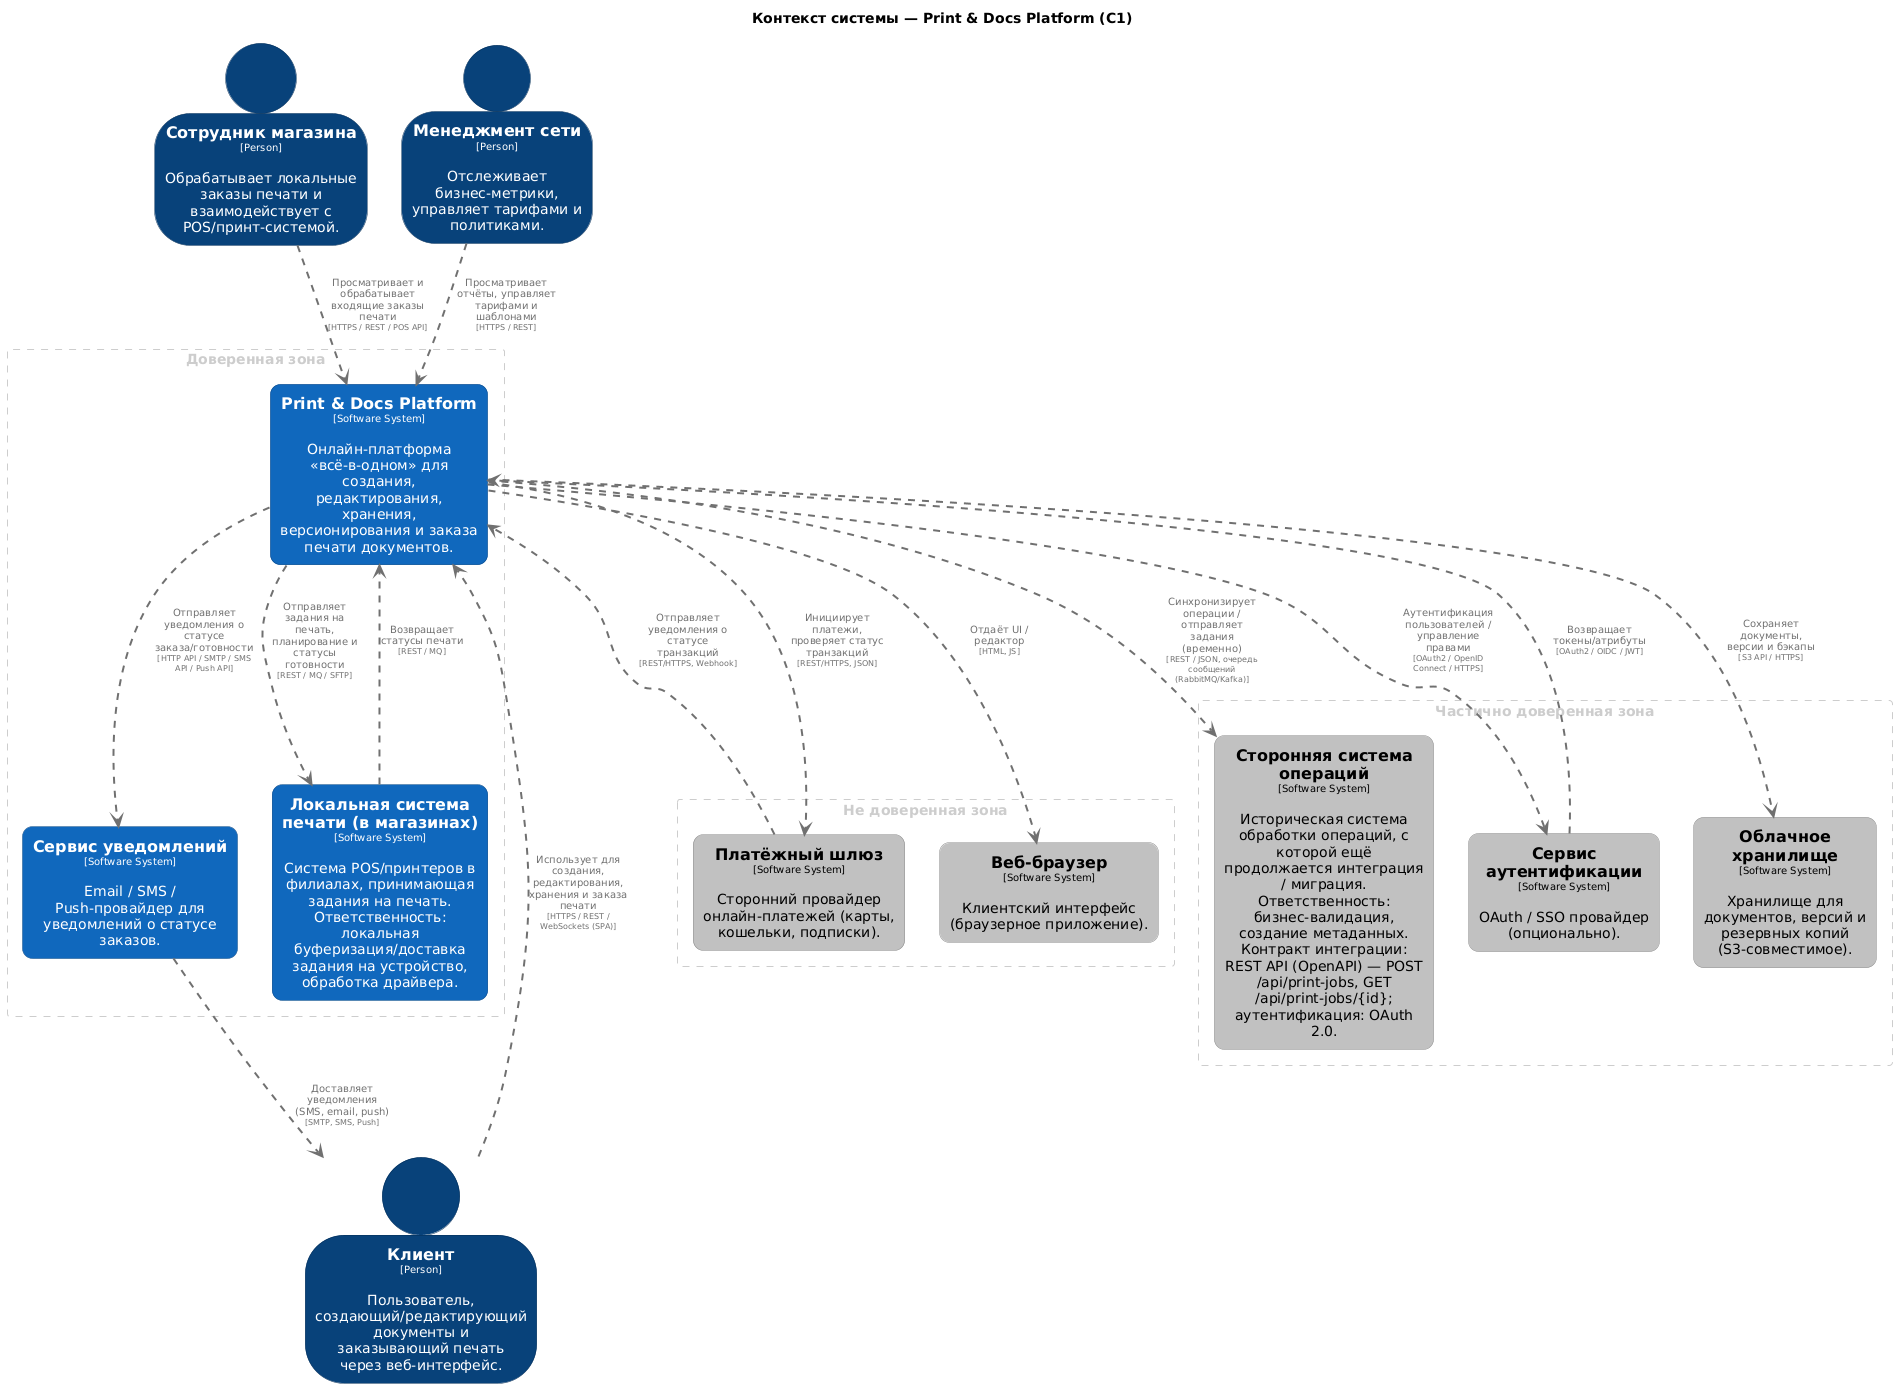 Контекст системы — Print & Docs Platform (C1)
Сотрудник магазина
[Person]
Обрабатывает локальные
заказы печати и
взаимодействует с
POS/принт-системой.
Менеджмент сети
[Person]
Отслеживает
бизнес-метрики,
управляет тарифами и
политиками.
Просматривает и
обрабатывает
входящие заказы
печати
[HTTPS / REST / POS API]
Просматривает
отчёты, управляет
тарифами и
шаблонами
[HTTPS / REST]
Доверенная зона
Print & Docs Platform
[Software System]
Онлайн-платформа
«всё-в-одном» для
создания,
редактирования,
хранения,
версионирования и заказа
печати документов.
Отправляет
уведомления о
статусе
заказа/готовности
[HTTP API / SMTP / SMS
API / Push API]
Отправляет
задания на
печать,
планирование и
статусы
готовности
[REST / MQ / SFTP]
Возвращает
статусы печати
[REST / MQ]
Отправляет
уведомления о
статусе
транзакций
[REST/HTTPS, Webhook]
Инициирует
платежи,
проверяет статус
транзакций
[REST/HTTPS, JSON]
Отдаёт UI /
редактор
[HTML, JS]
Синхронизирует
операции /
отправляет
задания
(временно)
[REST / JSON, очередь
сообщений
(RabbitMQ/Kafka)]
Аутентификация
пользователей /
управление
правами
[OAuth2 / OpenID
Connect / HTTPS]
Возвращает
токены/атрибуты
[OAuth2 / OIDC / JWT]
Сохраняет
документы,
версии и бэкапы
[S3 API / HTTPS]
Частично доверенная зона
Не доверенная зона
Сервис уведомлений
[Software System]
Email / SMS /
Push-провайдер для
уведомлений о статусе
заказов.
Локальная система
печати (в магазинах)
[Software System]
Система POS/принтеров в
филиалах, принимающая
задания на печать.
Ответственность:
локальная
буферизация/доставка
задания на устройство,
обработка драйвера.
Использует для
создания,
редактирования,
хранения и заказа
печати
[HTTPS / REST /
WebSockets (SPA)]
Платёжный шлюз
[Software System]
Сторонний провайдер
онлайн-платежей (карты,
кошельки, подписки).
Веб-браузер
[Software System]
Клиентский интерфейс
(браузерное приложение).
Сторонняя система
операций
[Software System]
Историческая система
обработки операций, с
которой ещё
продолжается интеграция
/ миграция.
Ответственность:
бизнес-валидация,
создание метаданных.
Контракт интеграции:
REST API (OpenAPI) — POST
/api/print-jobs, GET
/api/print-jobs/{id};
аутентификация: OAuth
2.0.
Сервис
аутентификации
[Software System]
OAuth / SSO провайдер
(опционально).
Облачное
хранилище
[Software System]
Хранилище для
документов, версий и
резервных копий
(S3-совместимое).
Доставляет
уведомления
(SMS, email, push)
[SMTP, SMS, Push]
Клиент
[Person]
Пользователь,
создающий/редактирующий
документы и
заказывающий печать
через веб-интерфейс.